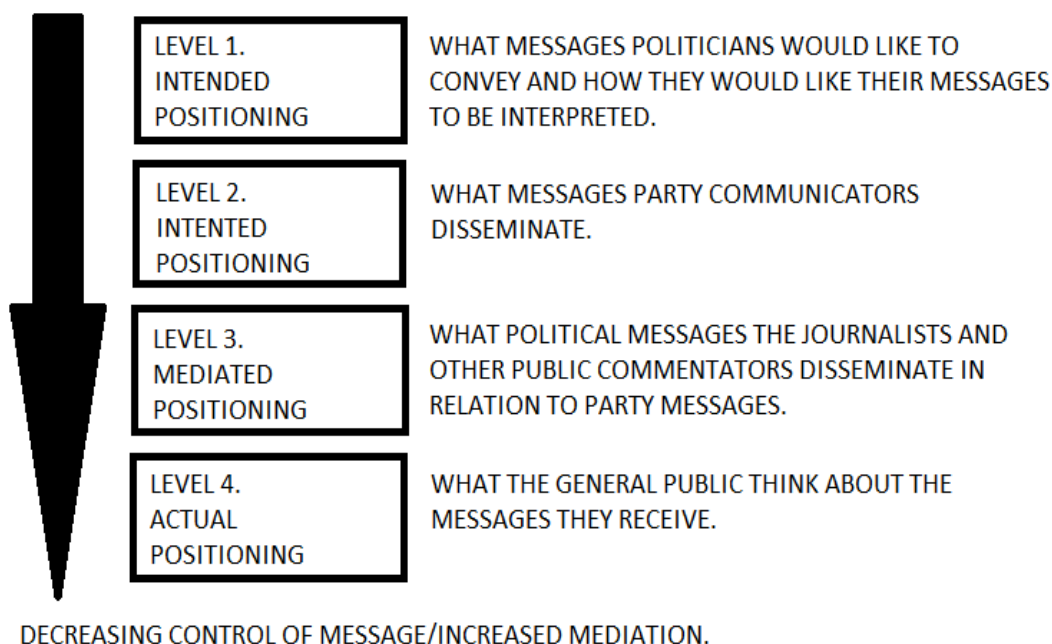 LEVEL 1.
INTENDED
POSITIONING
WHAT MESSAGES POLITICIANS WOULD LIKE TO
CONVEY AND HOW THEY WOULD LIKE THEIR MESSAGES
TO BE INTERPRETED.
LEVEL 2.
INTENTED
POSITIONING
WHAT MESSAGES PARTY COMMUNICATORS
DISSEMINATE.
LEVEL 3.
MEDIATED
POSITIONING
WHAT POLITICAL MESSAGES THE JOURNALISTS AND
OTHER PUBLIC COMMENTATORS DISSEMINATE IN
RELATION TO PARTY MESSAGES.
LEVEL 4.
ACTUAL
POSITIONING
WHAT THE GENERAL PUBLIC THINK ABOUT THE
MESSAGES THEY RECEIVE.
DECREASING CONTROL OF MESSAGE/INCREASED MEDIATION.